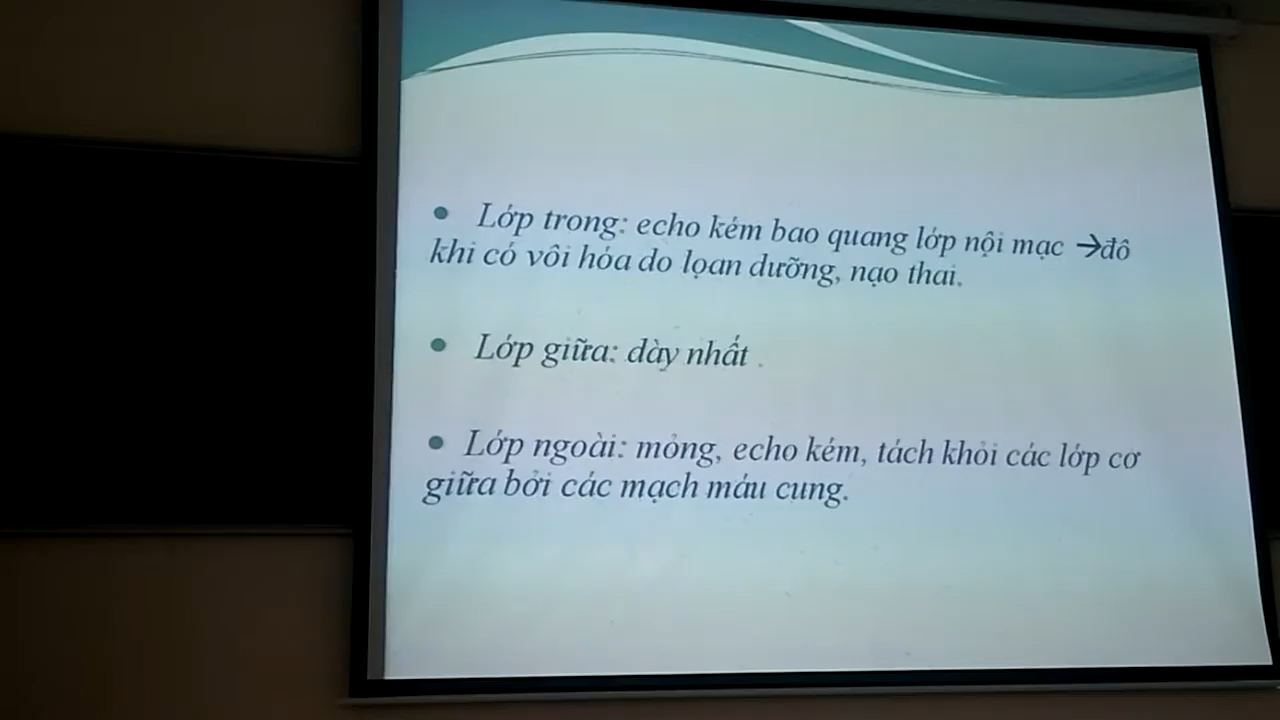 • Lớp trong: echo kém bao quang lớp nội mạc →đô
khi có vôi hóa do lọan dưỡng, nạo thai.
• Lớp giữa: dày nhất .
• Lớp ngoài: mỏng, echo kém, tách khỏi các lớp cơ
giữa bởi các mạch máu cung.